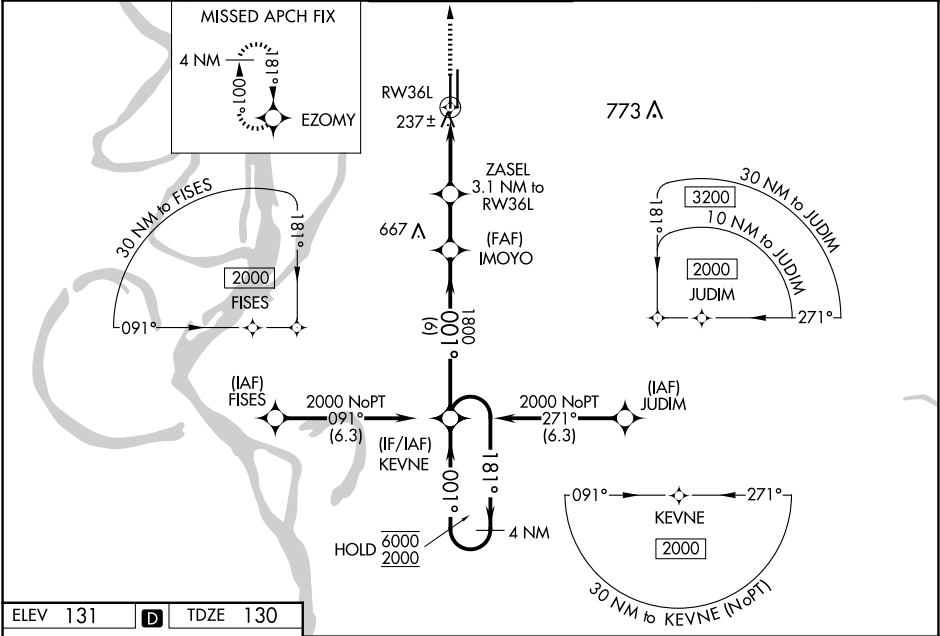 MISSED APCH FIX
4 NM
181°
001°
EZOMY
RW36L
237±
773
ZASEL
3.1 NM to
RW36L
667
(FAF)
IMOYO
30 NM to FISES
181°
2000
FISES
091°
30 NM to JUDIM
3200
10 NM to JUDIM
181°
2000
JUDIM
271°
1800
001°
(6)
(IAF)
FISES
2000 NoPT
091°
(6.3)
(IF/IAF)
KEVNE
2000 NoPT
271°
(6.3)
(IAF)
JUDIM
001°
181°
HOLD 6000
2000
4 NM
091°
271°
KEVNE
2000
30 NM to KEVNE (NoPT)
ELEV 131 D TDZE 130